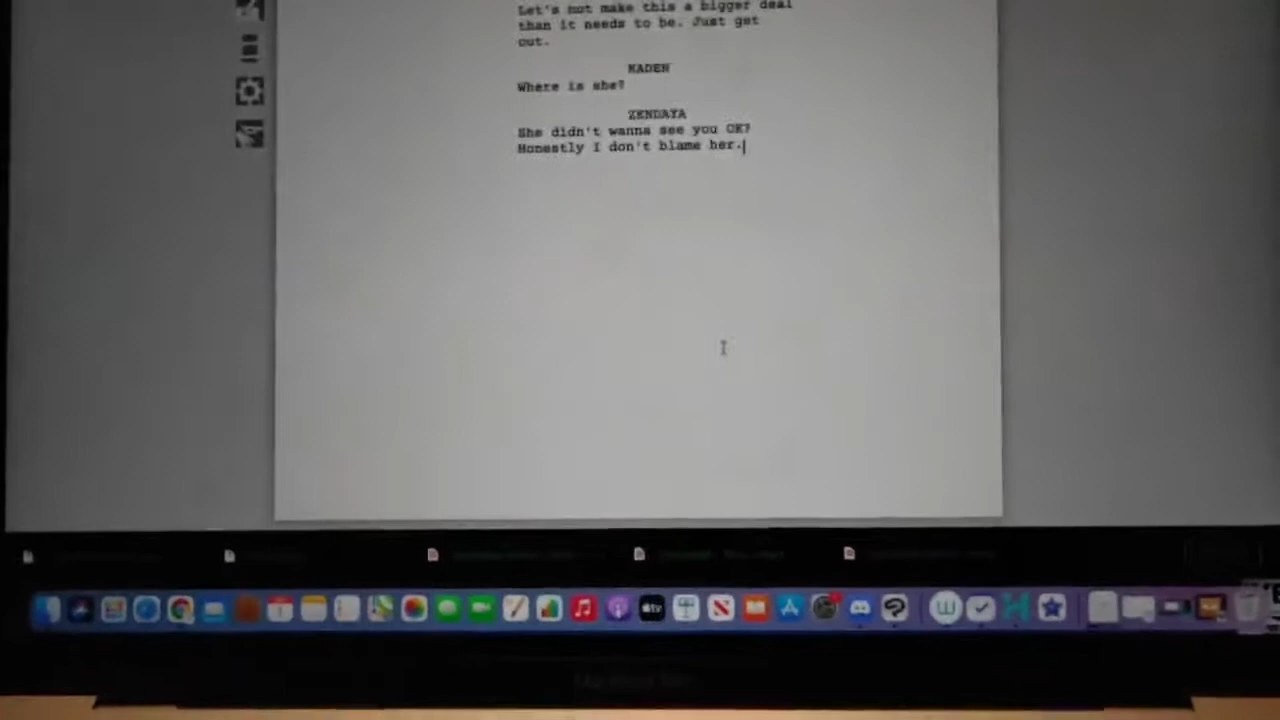 Let's not make this a bigger deal
than it needs to be. Just get
out.
KADEN
Where is she?
ZENDAYA
She didn't wanna see you OK?
Honestly I don't blame her.